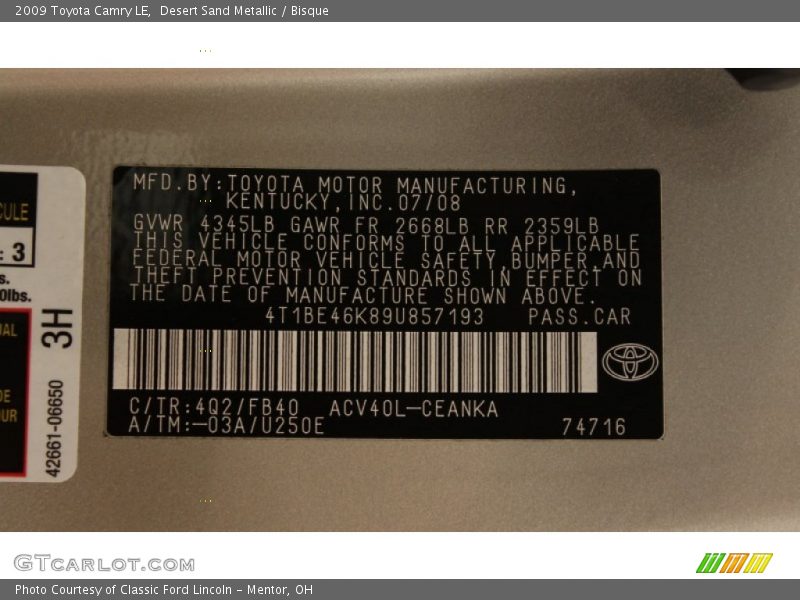 2009 Toyota Camry LE, Desert Sand Metallic / Bisque
MFD.BY:TOYOTA MOTOR MANUFACTURING,
KENTUCKY,INC.07/08
GVWR 4345LB GAWR FR 2668LB RR 2359LB
THIS VEHICLE CONFORMS TO ALL APPLICABLE
FEDERAL MOTOR VEHICLE SAFETY,BUMPER,AND
THEFT PREVENTION STANDARDS IN EFFECT ON
THE DATE OF MANUFACTURE SHOWN ABOVE.
4T1BE46K89U857193 PASS.CAR
C/TR:4Q2/FB40 ACV40L-CEANKA
A/TM:-03A/U250E 74716
: 3
s.
0lbs.
3H
42661-06650
GTCARLOT.COM
Photo Courtesy of Classic Ford Lincoln - Mentor, OH